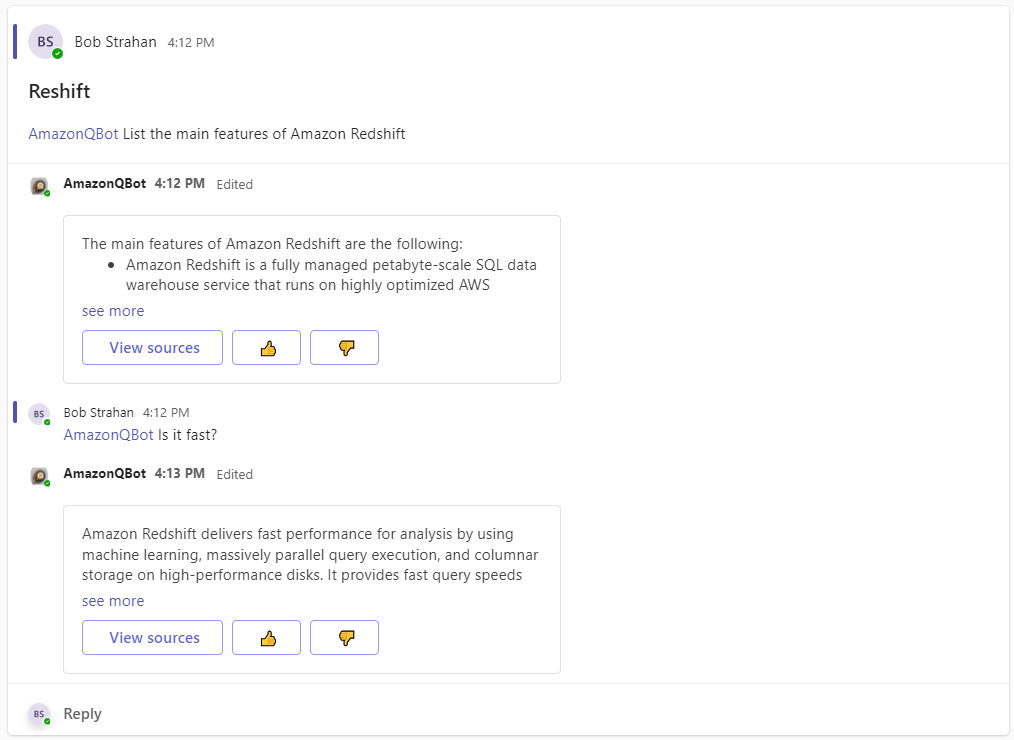 BS Bob Strahan 4:12 PM
Reshift
AmazonQBot List the main features of Amazon Redshift
AmazonQBot 4:12 PM Edited
The main features of Amazon Redshift are the following:
• Amazon Redshift is a fully managed petabyte-scale SQL data
warehouse service that runs on highly optimized AWS
see more
View sources 👍 👎
BS Bob Strahan 4:12 PM
AmazonQBot Is it fast?
AmazonQBot 4:13 PM Edited
Amazon Redshift delivers fast performance for analysis by using
machine learning, massively parallel query execution, and columnar
storage on high-performance disks. It provides fast query speeds
see more
View sources 👍 👎
BS Reply